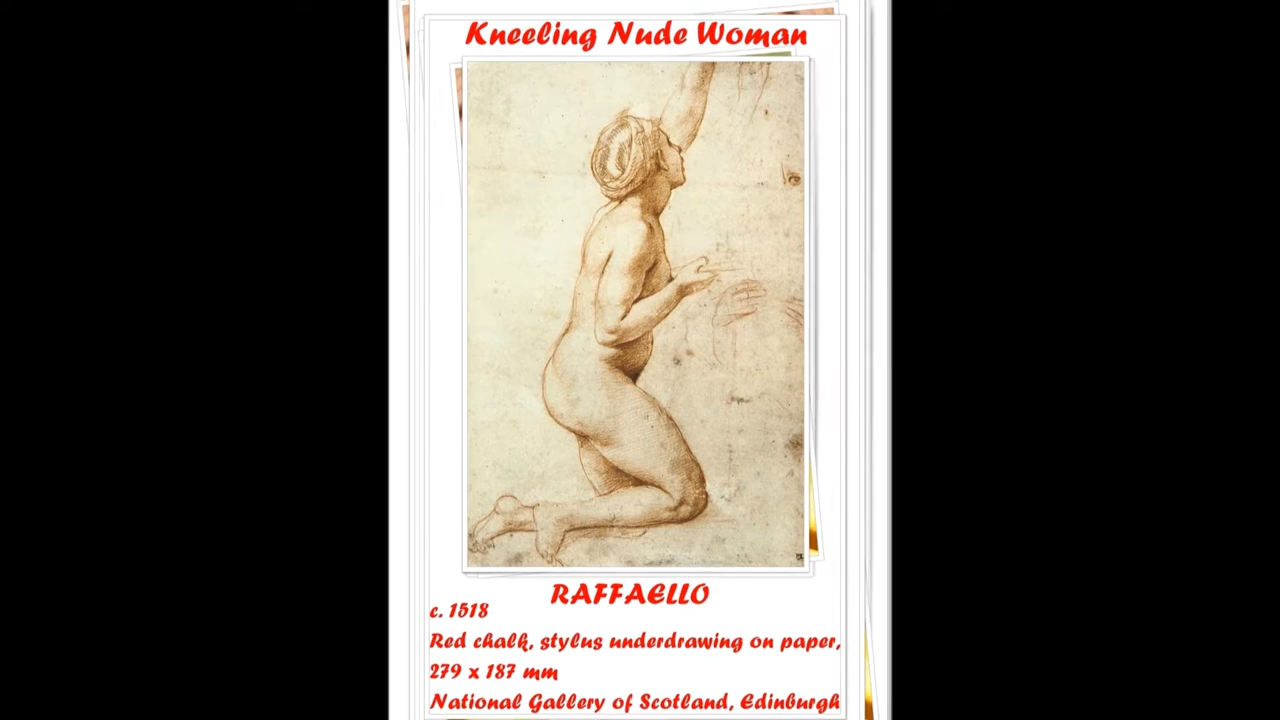 Kneeling Nude Woman
RAFFAELLO
c. 1518
Red chalk, stylus underdrawing on paper,
279 x 187 mm
National Gallery of Scotland, Edinburgh